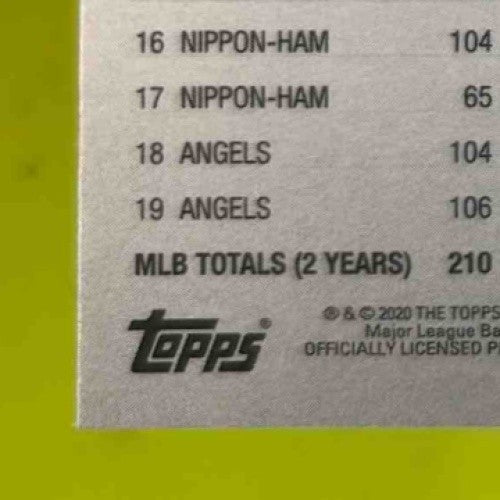 16 NIPPON-HAM 104
17 NIPPON-HAM 65
18 ANGELS 104
19 ANGELS 106
MLB TOTALS (2 YEARS) 210
® & © 2020 THE TOPPS
Major League Ba
OFFICIALLY LICENSED P
TOPPS®